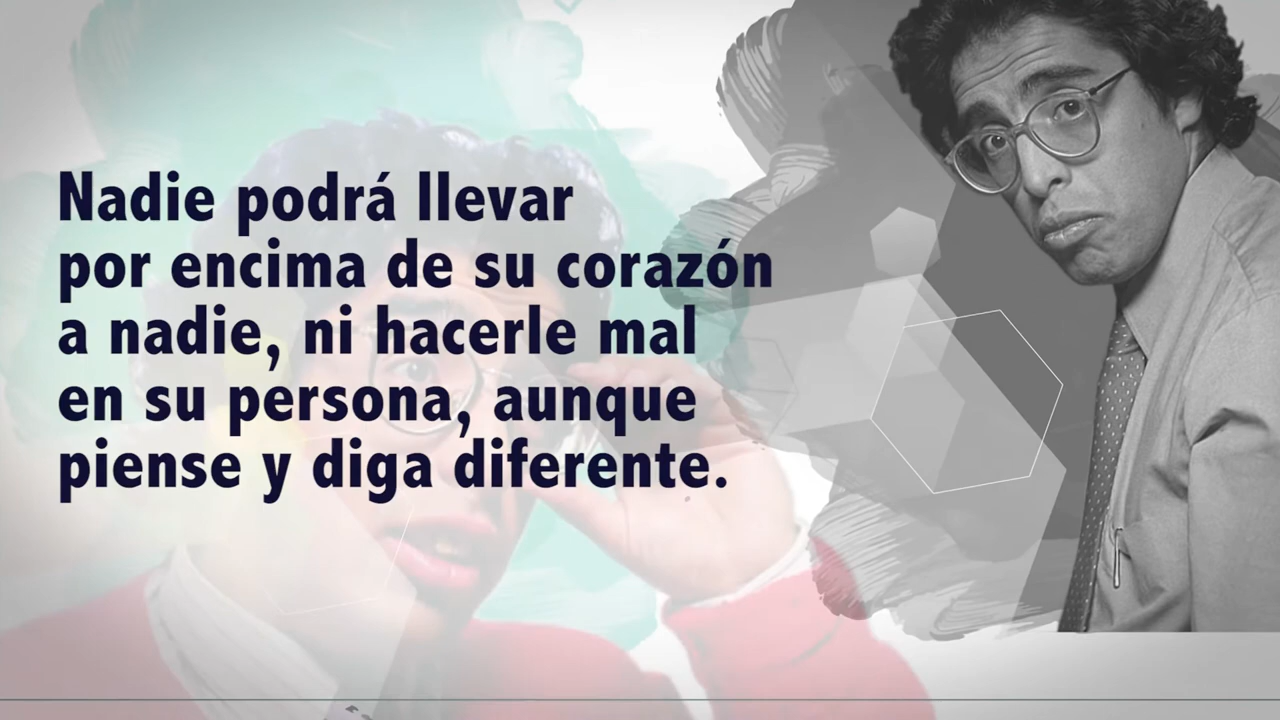 Nadie podrá llevar
por encima de su corazón
a nadie, ni hacerle mal
en su persona, aunque
piense y diga diferente.